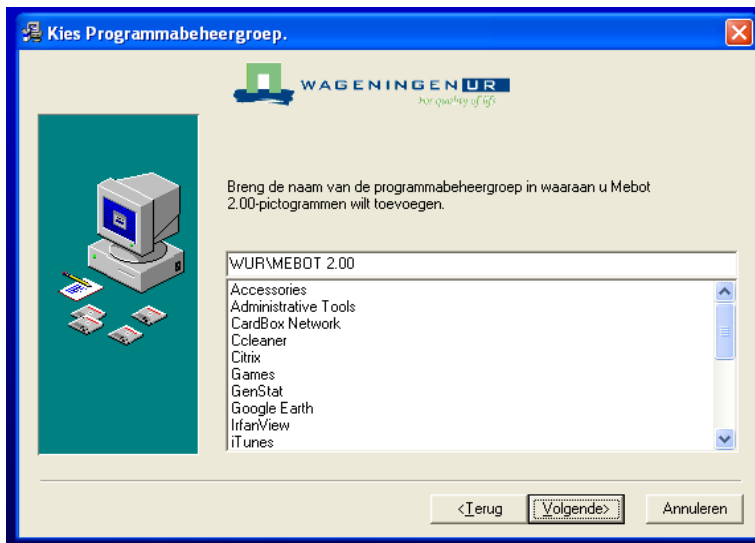 Kies Programmabeheergroep.
WAGENINGEN UR
For quality of life
Breng de naam van de programmabeheergroep in waaraan u Mebot
2.00-pictogrammen wilt toevoegen.
WUR\MEBOT 2.00
Accessories
Administrative Tools
CardBox Network
Ccleaner
Citrix
Games
GenStat
Google Earth
IrfanView
iTunes
<Terug
Volgende>
Annuleren